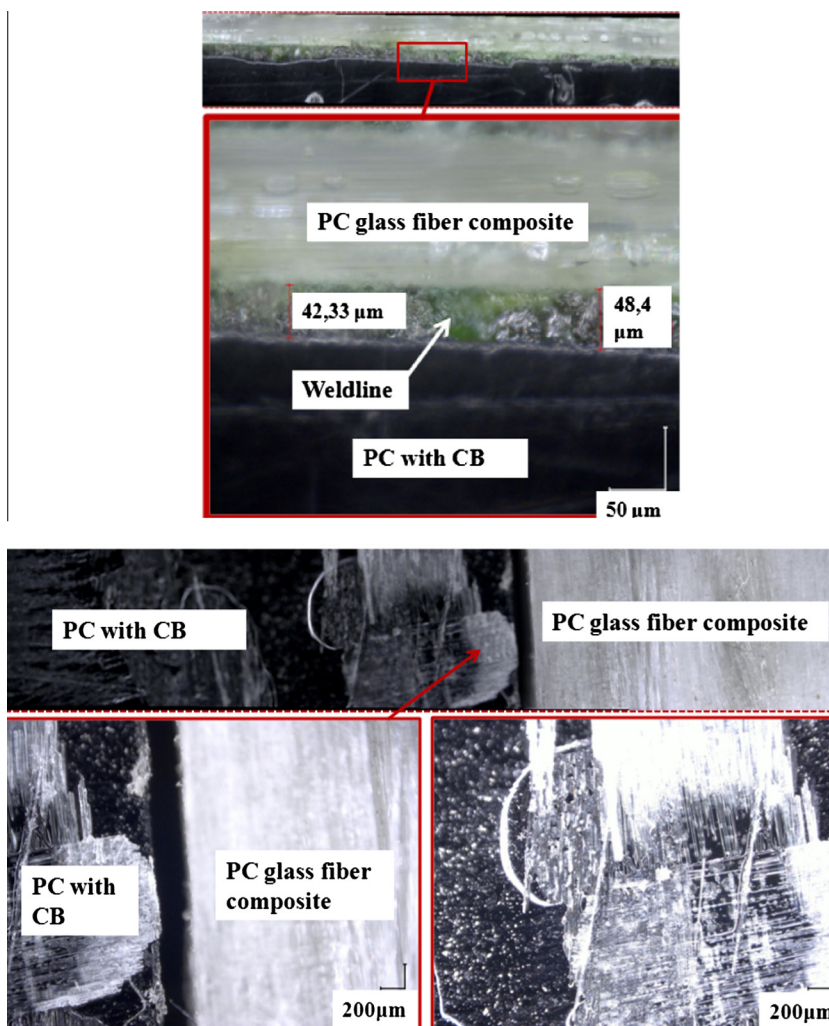 PC glass fiber composite
42,33 µm
48,4
µm
Weldline
PC with CB
50 µm
PC with CB
PC glass fiber composite
PC with
CB
PC glass fiber
composite
200µm
200µm